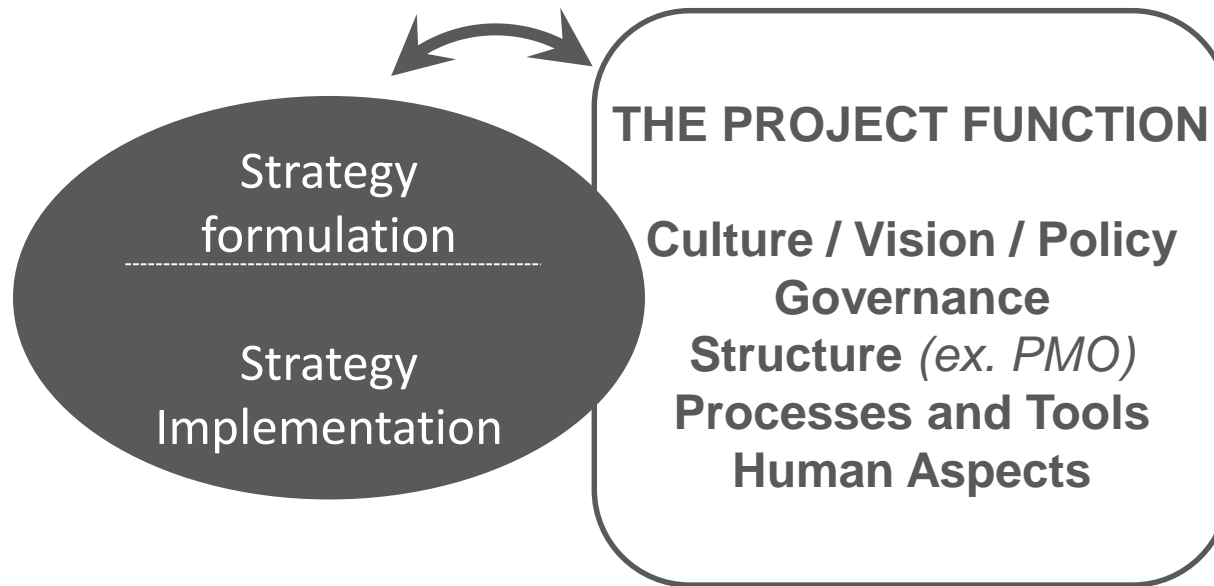 Strategy
formulation
Strategy
Implementation
THE PROJECT FUNCTION
Culture / Vision / Policy
Governance
Structure (ex. PMO)
Processes and Tools
Human Aspects